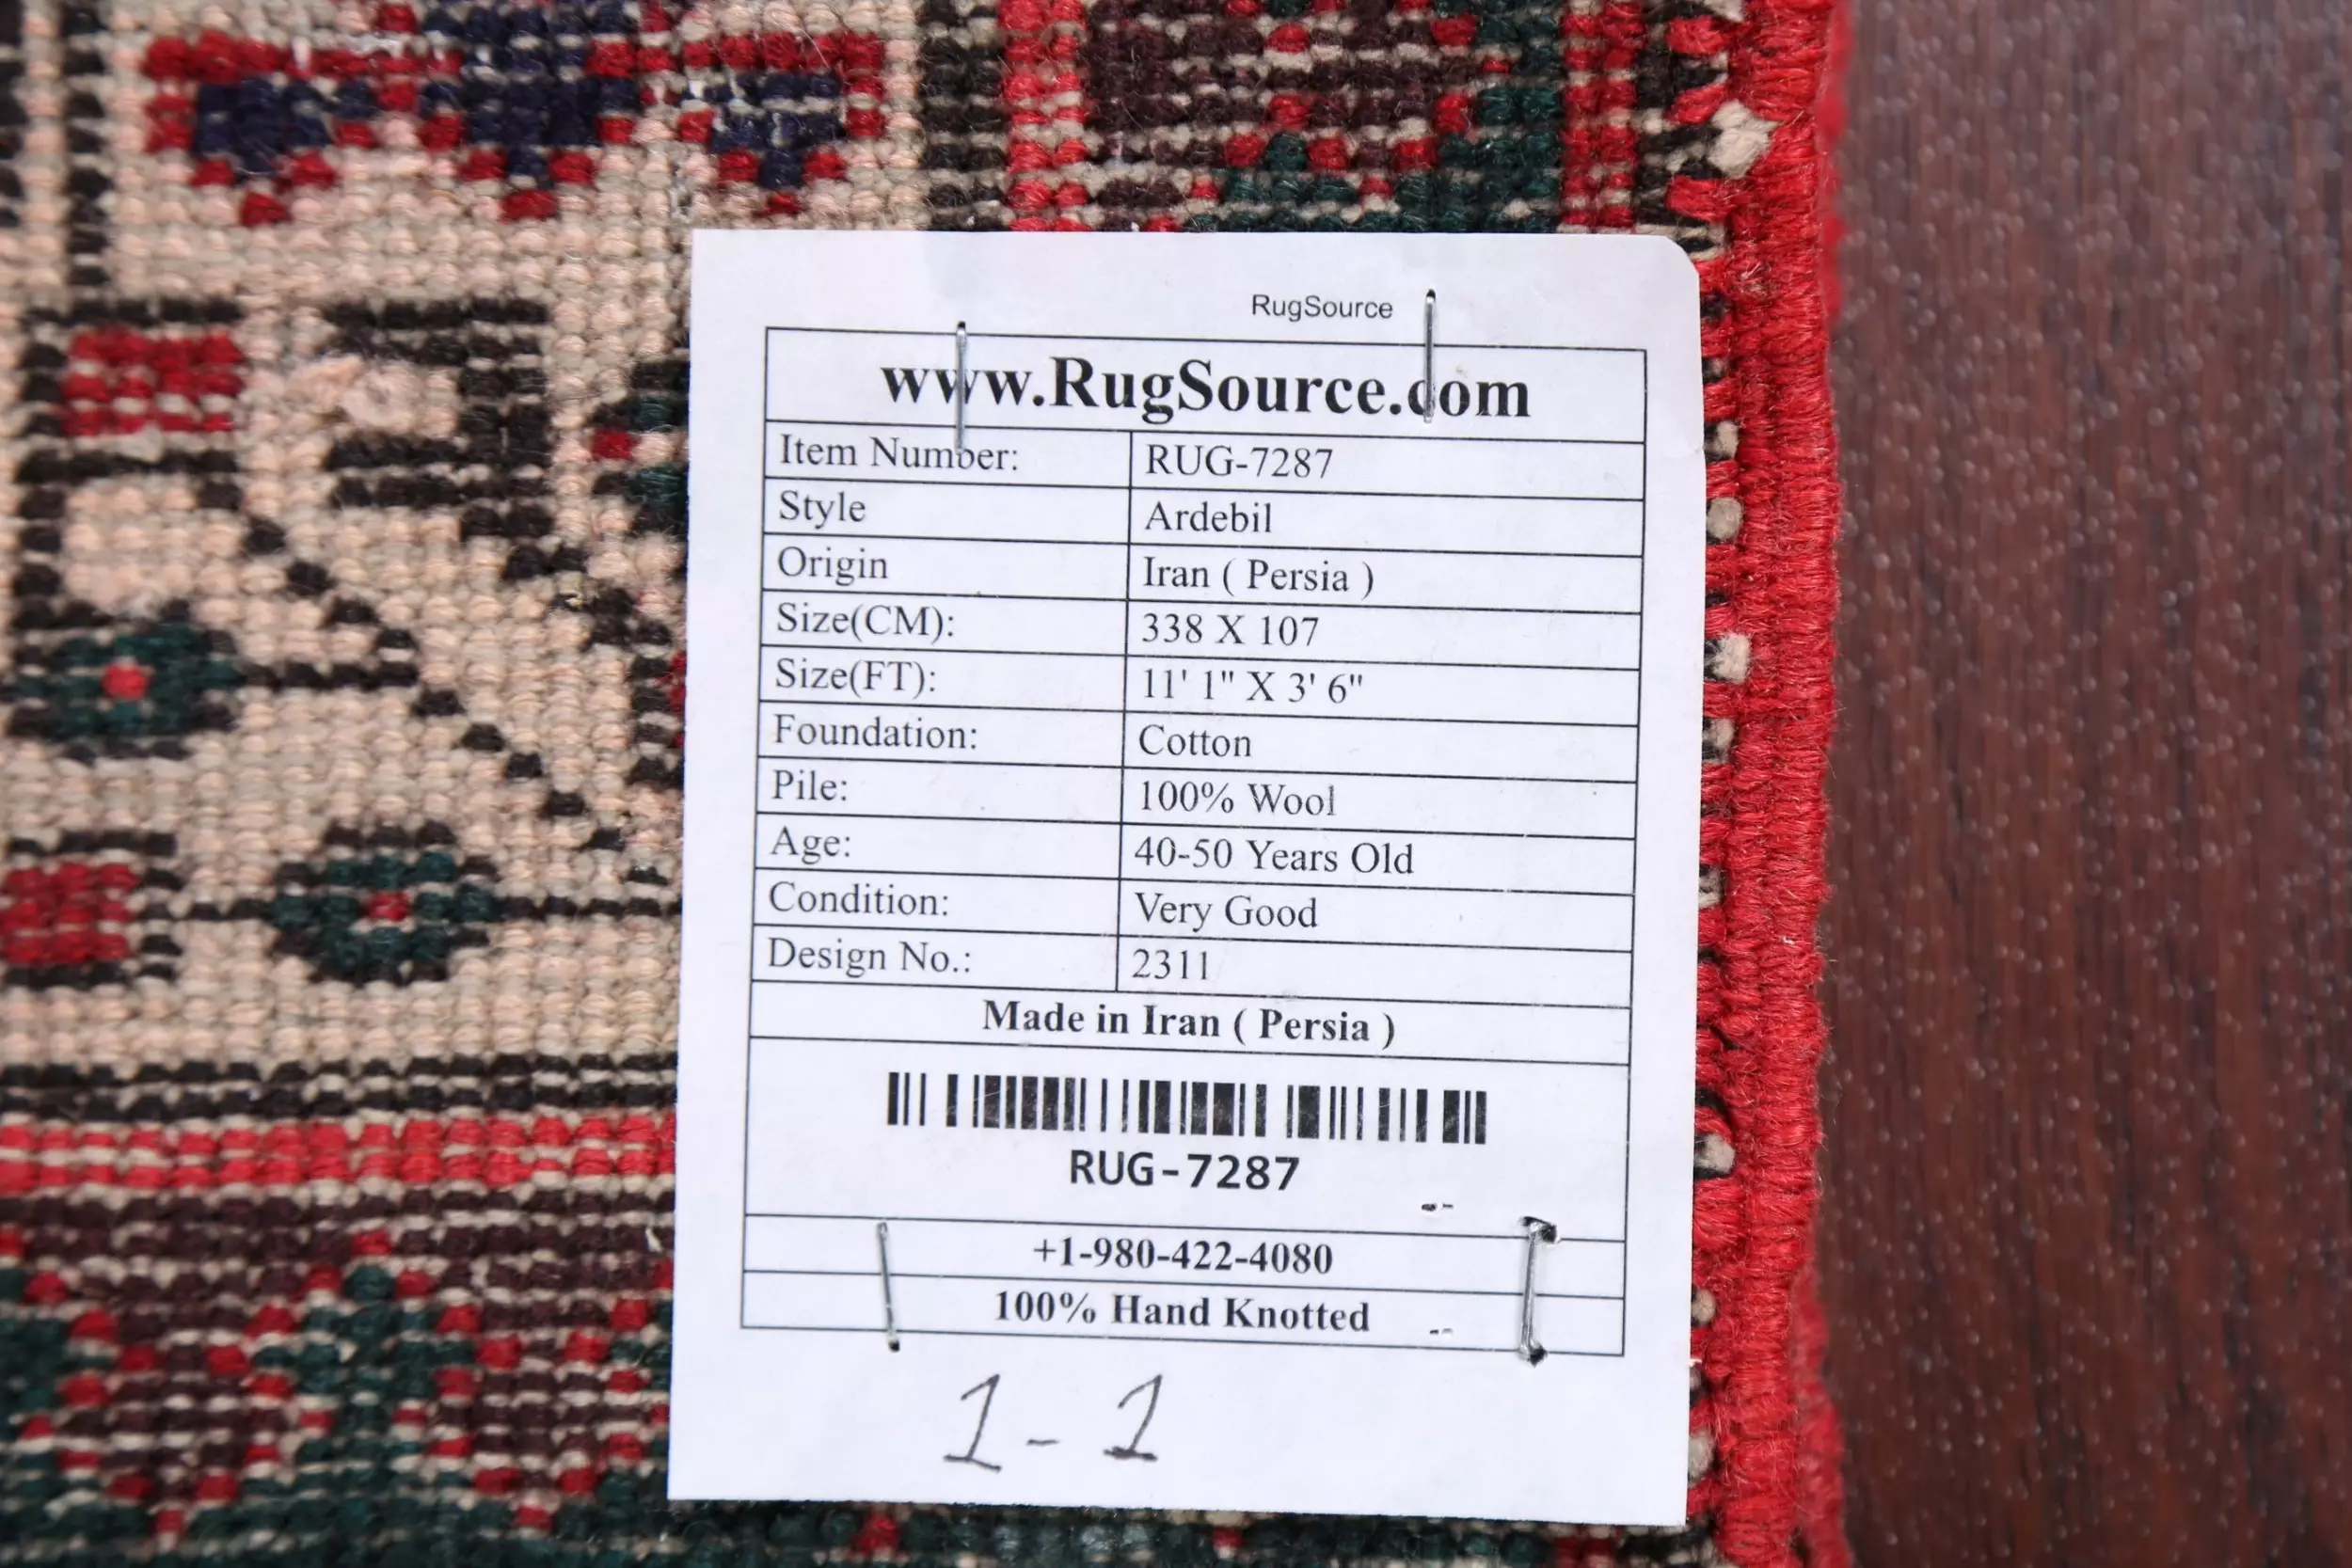 RugSource
www.RugSource.com
Item Number: RUG-7287
Style Ardebil
Origin Iran ( Persia )
Size(CM): 338 X 107
Size(FT): 11' 1" X 3' 6"
Foundation: Cotton
Pile: 100% Wool
Age: 40-50 Years Old
Condition: Very Good
Design No.: 2311
Made in Iran ( Persia )
RUG-7287
+1-980-422-4080
100% Hand Knotted
1-1